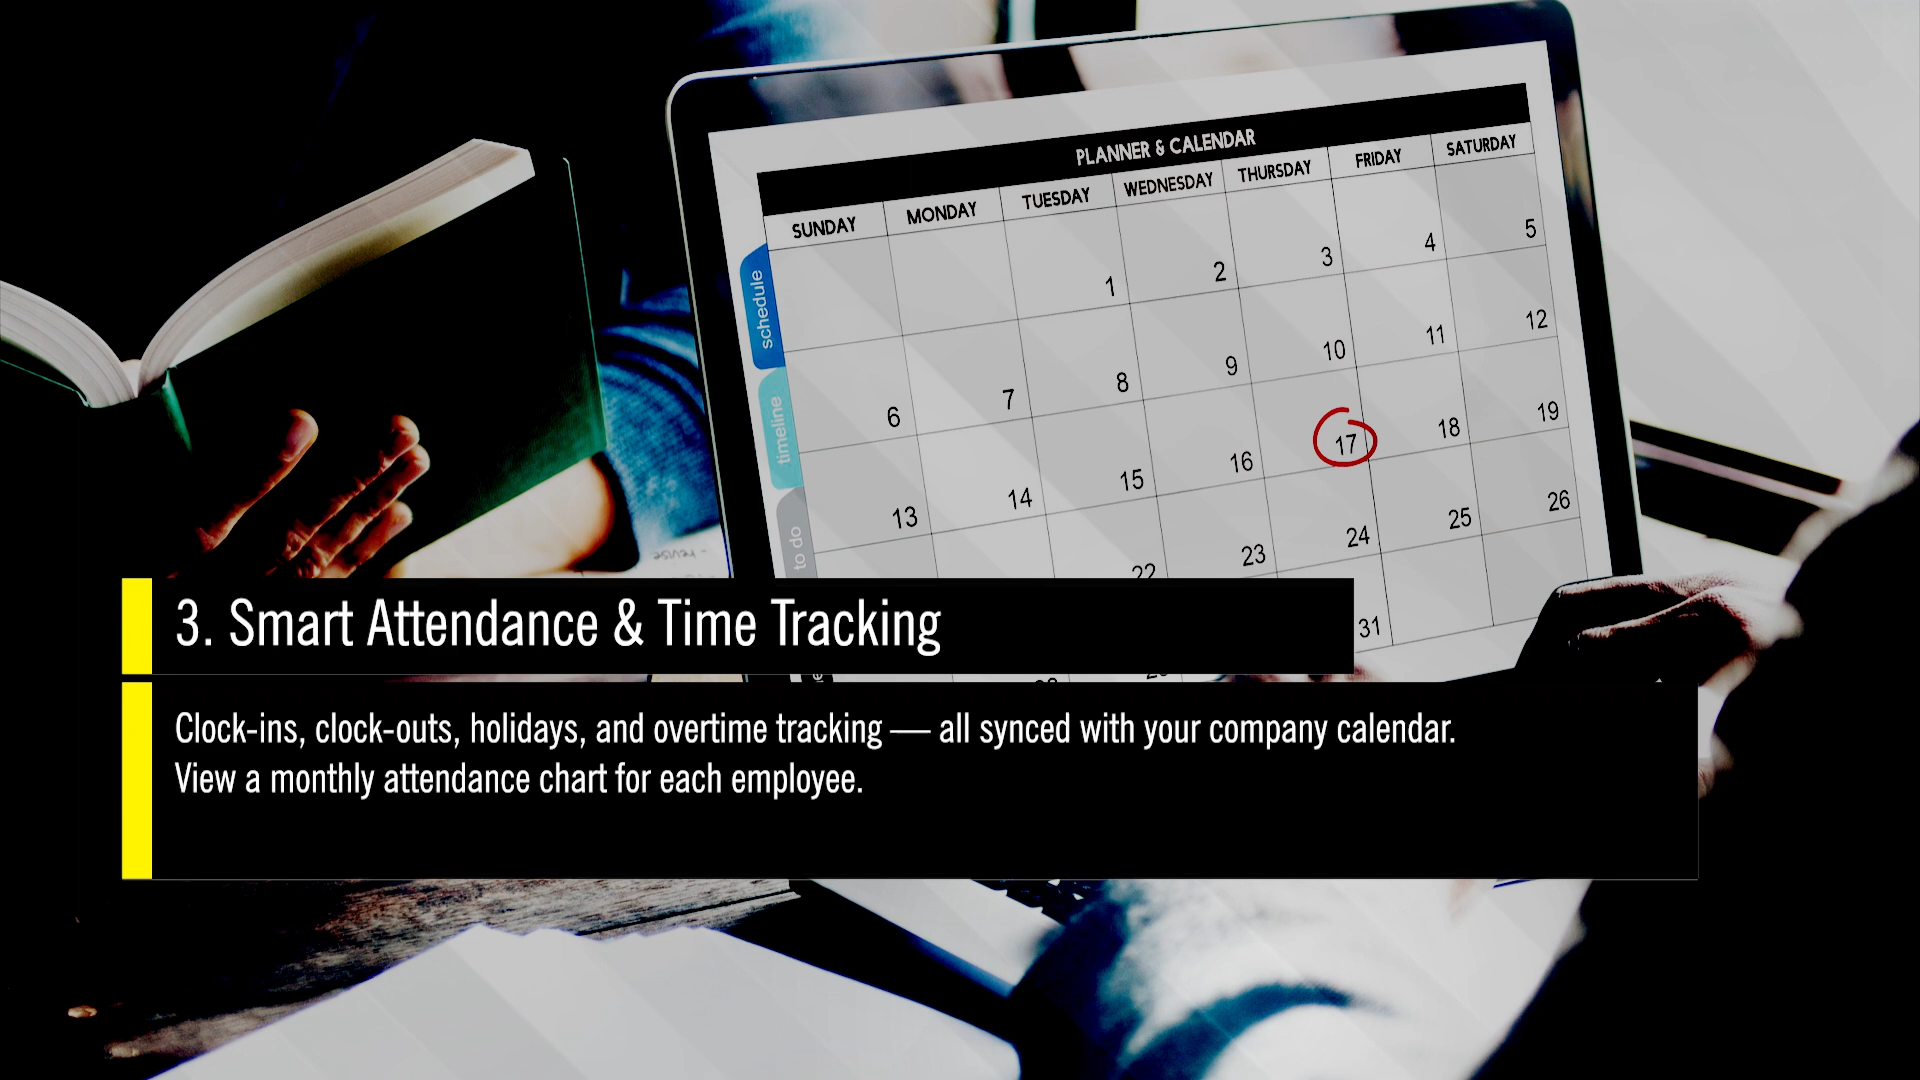 PLANNER & CALENDAR
SUNDAY MONDAY TUESDAY WEDNESDAY THURSDAY FRIDAY SATURDAY
schedule
1 2 3 4 5
timeline
6 7 8 9 10 11 12
to do
13 14 15 16 17 18 19
22 23 24 25 26
31
- revise
3. Smart Attendance & Time Tracking
Clock-ins, clock-outs, holidays, and overtime tracking — all synced with your company calendar.
View a monthly attendance chart for each employee.